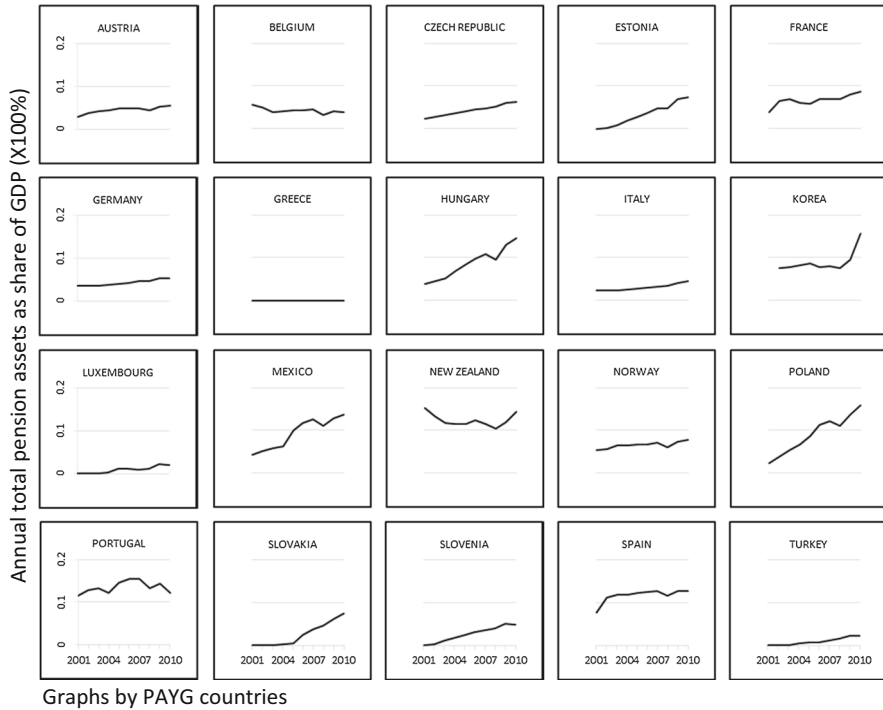 Annual total pension assets as share of GDP (X100%)
AUSTRIA
BELGIUM
CZECH REPUBLIC
ESTONIA
FRANCE
0.2
0.1
0
GERMANY
GREECE
HUNGARY
ITALY
KOREA
0.2
0.1
0
LUXEMBOURG
MEXICO
NEW ZEALAND
NORWAY
POLAND
0.2
0.1
0
PORTUGAL
SLOVAKIA
SLOVENIA
SPAIN
TURKEY
0.2
0.1
0
2001 2004 2007 2010
2001 2004 2007 2010
2001 2004 2007 2010
2001 2004 2007 2010
2001 2004 2007 2010
Graphs by PAYG countries